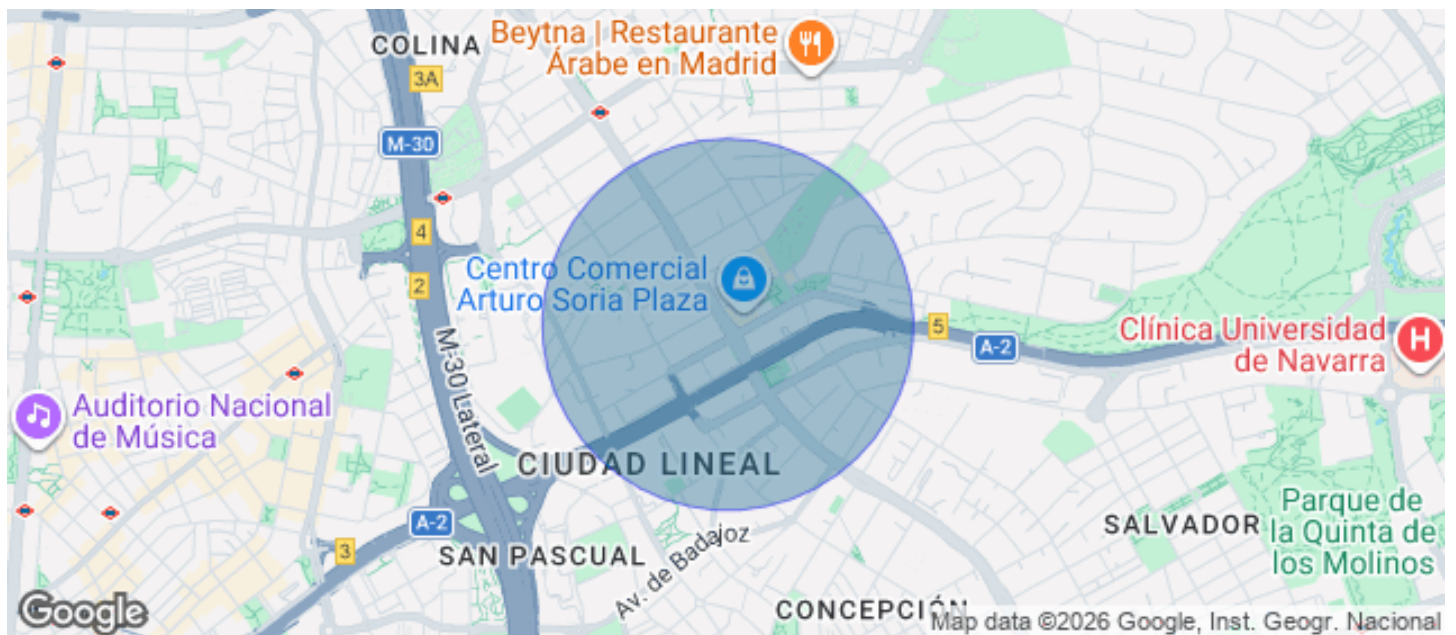 COLINA
Beytna | Restaurante
Árabe en Madrid
3A
M-30
4
2
Centro Comercial
Arturo Soria Plaza
M-30 Lateral
5
A-2
Clínica Universidad
de Navarra
H
Auditorio Nacional
de Música
CIUDAD LINEAL
A-2
3
SAN PASCUAL
Av. de Badajoz
SALVADOR
Parque de
la Quinta de
los Molinos
CONCEPCIÓN
Google
Map data ©2026 Google, Inst. Geogr. Nacional